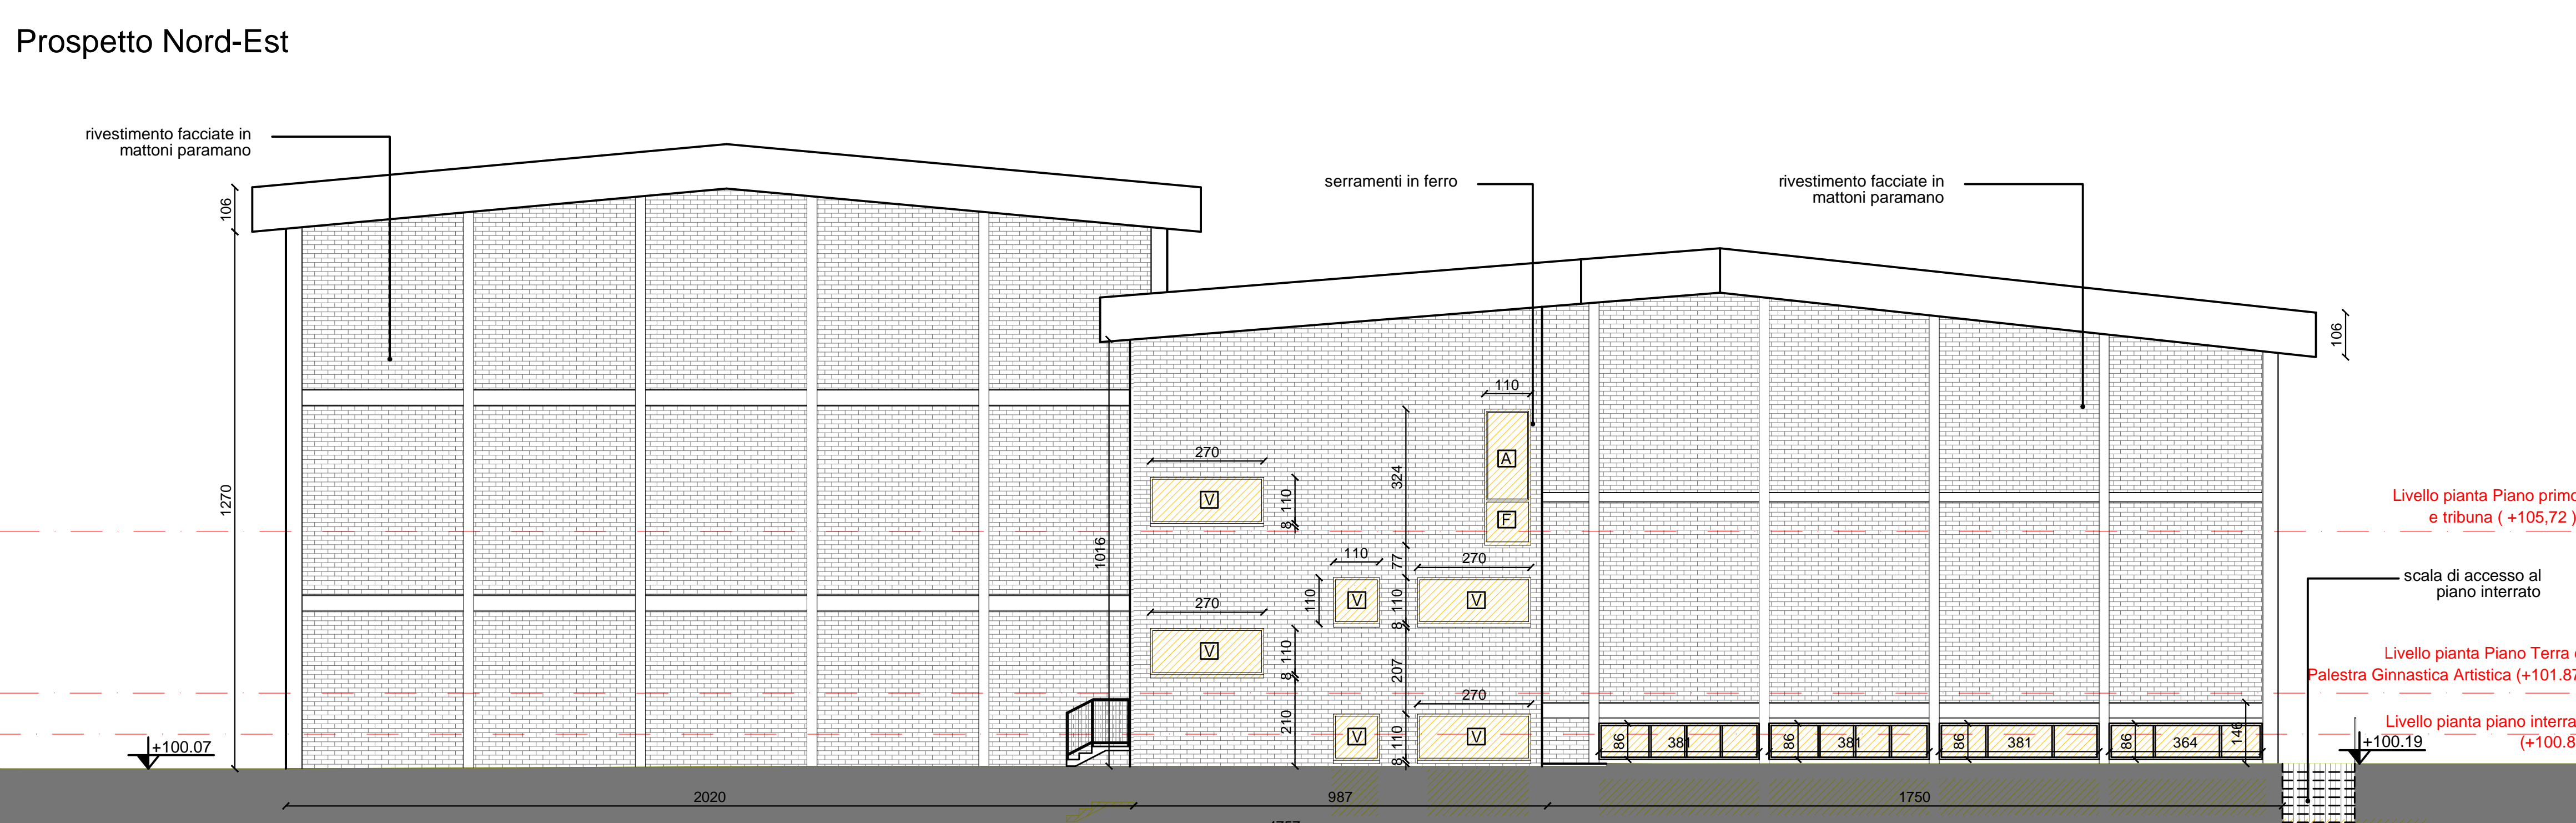 Prospetto Nord-Est
rivestimento facciate in
mattoni paramano
serramenti in ferro
rivestimento facciate in
mattoni paramano
106
1270
106
110
A
F
324
270
V
110
8
1016
110
V
110
77
270
V
110
8
270
V
110
8
210
207
V
270
V
110
8
86
381
86
381
86
381
86
364
146
Livello pianta Piano primo
e tribuna ( +105,72 )
scala di accesso al
piano interrato
Livello pianta Piano Terra
Palestra Ginnastica Artistica (+101.87
Livello pianta piano interra
(+100.8
+100.07
+100.19
2020
987
1750